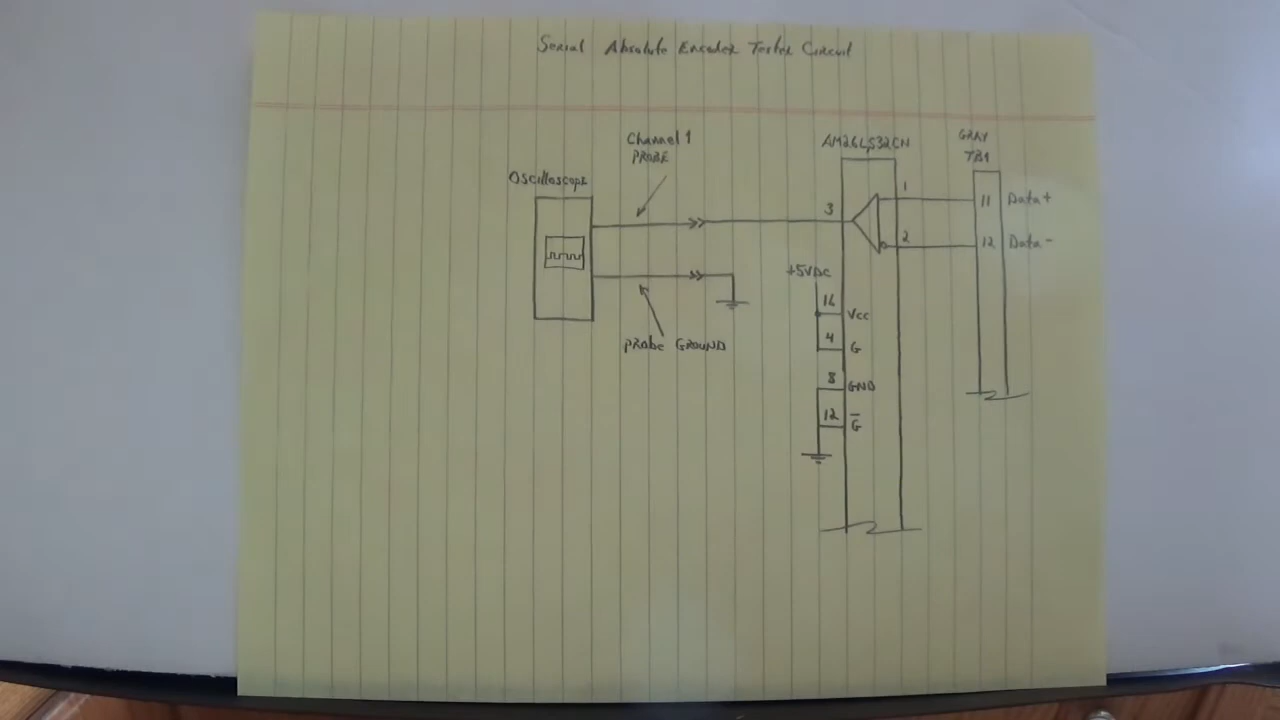 Serial Absolute Encoder Tester Circuit
Channel 1
PROBE
AM26LS32CN
GRAY
TB1
Oscilloscope
1
11 Data+
3
2
12 Data-
+5VDC
16 Vcc
Probe GROUND
4 G
8 GND
12 G̅